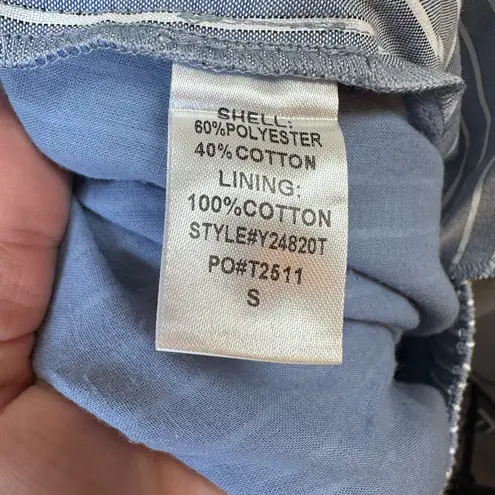 SHELL:
60%POLYESTER
40%COTTON
LINING:
100%COTTON
STYLE#Y24820T
PO#T2511
S